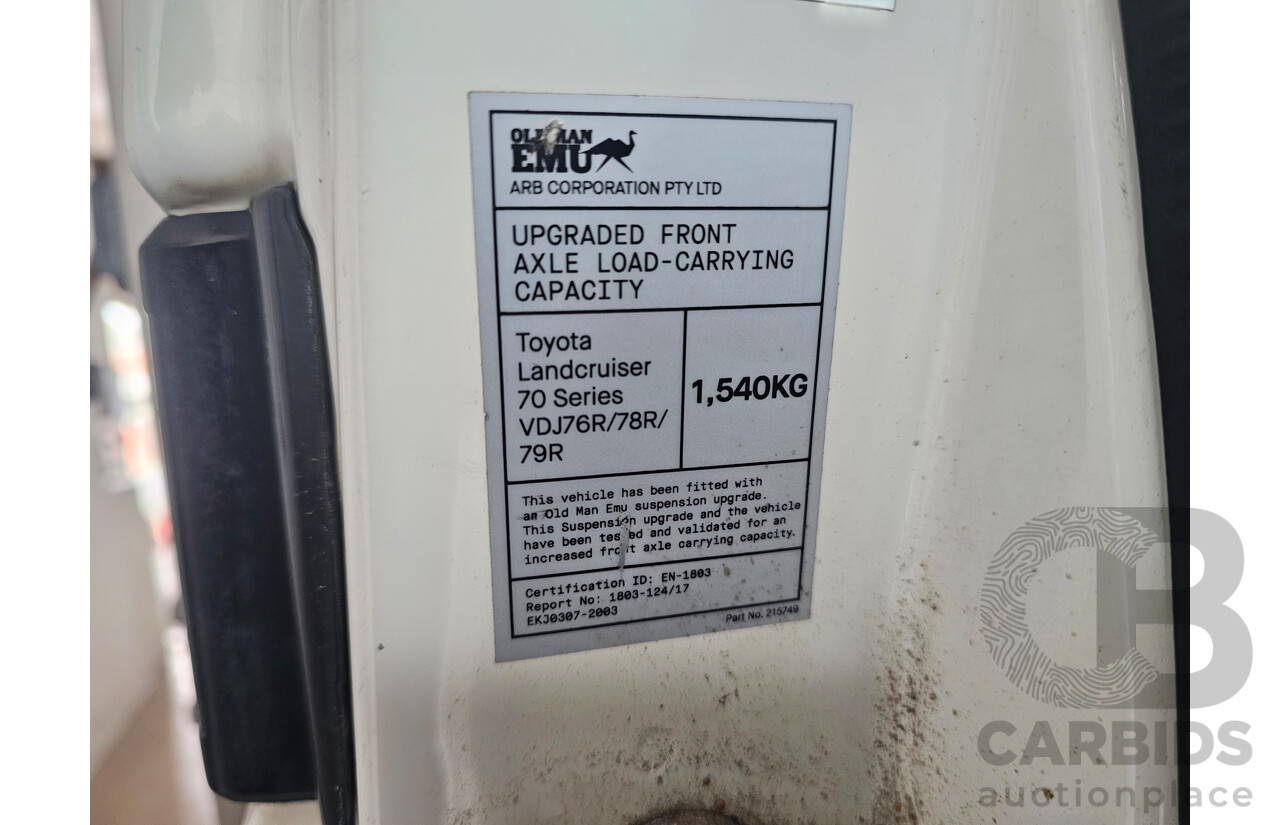 OLD MAN
EMU
ARB CORPORATION PTY LTD
UPGRADED FRONT
AXLE LOAD-CARRYING
CAPACITY
Toyota
Landcruiser
70 Series
VDJ76R/78R/
79R
1,540KG
This vehicle has been fitted with
an Old Man Emu suspension upgrade.
This Suspension upgrade and the vehicle
have been tested and validated for an
increased front axle carrying capacity.
Certification ID: EN-1803
Report No: 1803-124/17
EKJ0307-2003
Part No. 215749
CB
CARBIDS
auctionplace